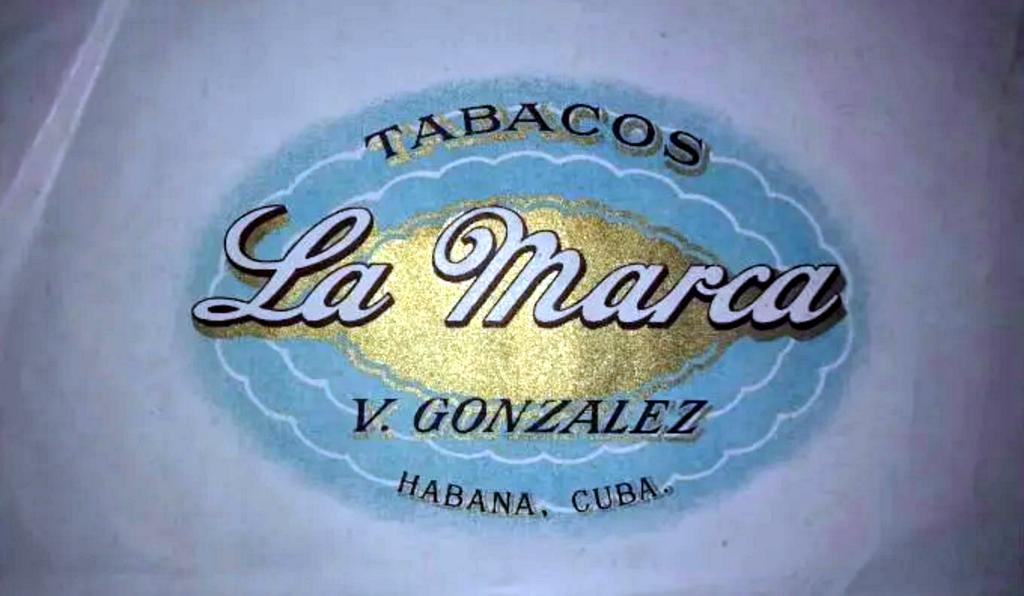 TABACOS
La Marca
V. GONZALEZ
HABANA, CUBA.